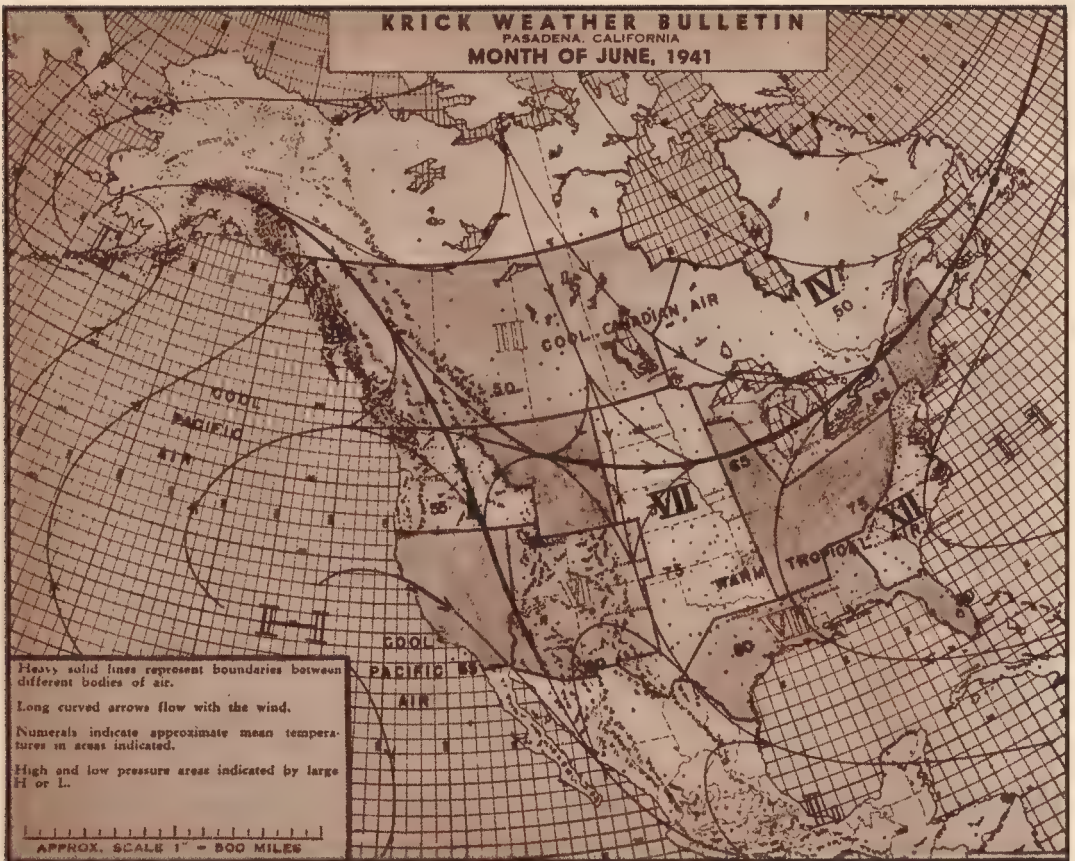 KRICK WEATHER BULLETIN
PASADENA, CALIFORNIA
MONTH OF JUNE, 1941
IV
50
COOL CANADIAN AIR
III
50
COOL
PACIFIC
AIR
65
55
L
VII
75
XII
75
WARM TROPICAL AIR
H
VIII
80
80
COOL
PACIFIC
AIR
Heavy solid lines represent boundaries between
different bodies of air.
Long curved arrows flow with the wind.
Numerals indicate approximate mean tempera-
tures in areas indicated.
High and low pressure areas indicated by large
H or L.
APPROX. SCALE 1" = 500 MILES